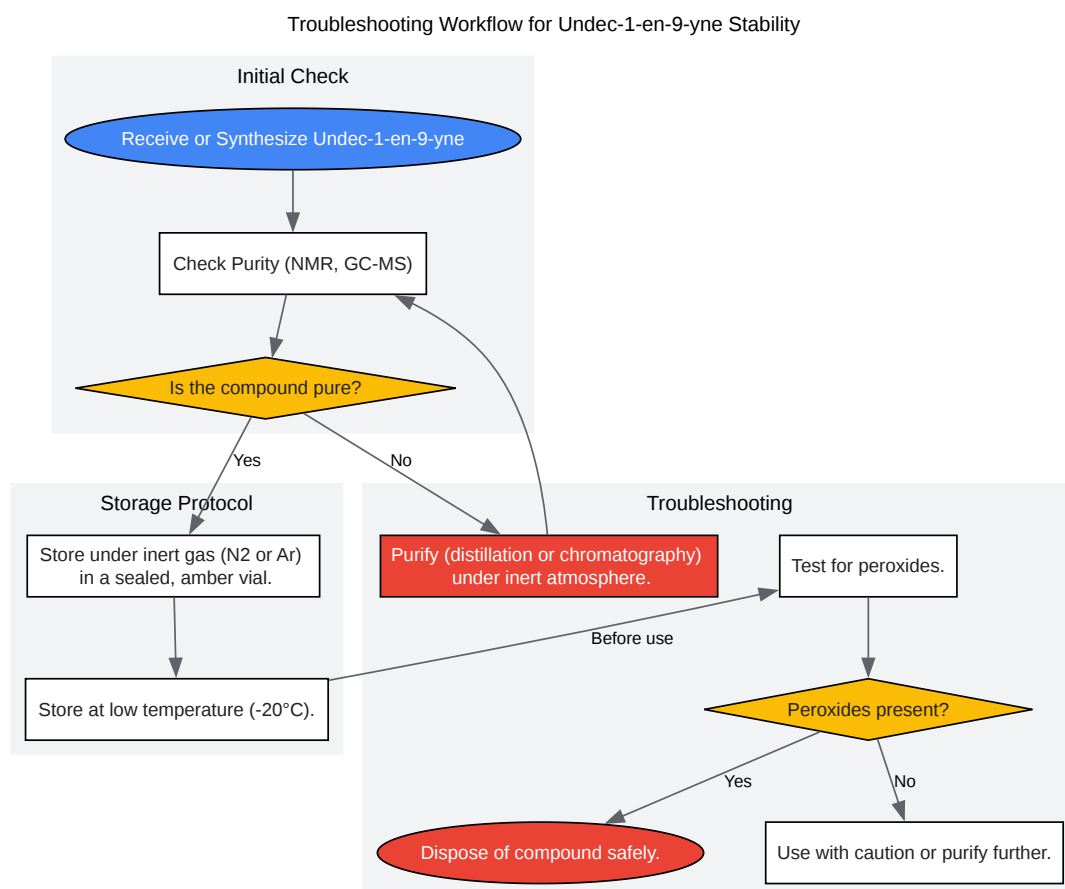 Troubleshooting Workflow for Undec-1-en-9-yne Stability
Initial Check
Receive or Synthesize Undec-1-en-9-yne
Check Purity (NMR, GC-MS)
Is the compound pure?
Yes
No
Storage Protocol
Store under inert gas (N2 or Ar)
in a sealed, amber vial.
Store at low temperature (-20°C).
Before use
Troubleshooting
Purify (distillation or chromatography)
under inert atmosphere.
Test for peroxides.
Peroxides present?
Yes
No
Dispose of compound safely.
Use with caution or purify further.